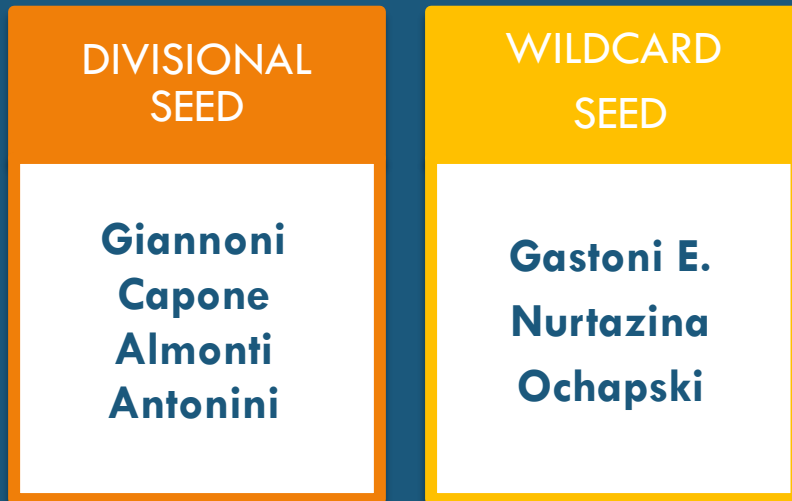 DIVISIONAL
SEED
Giannoni
Capone
Almonti
Antonini
WILDCARD
SEED
Gastoni E.
Nurtazina
Ochapski